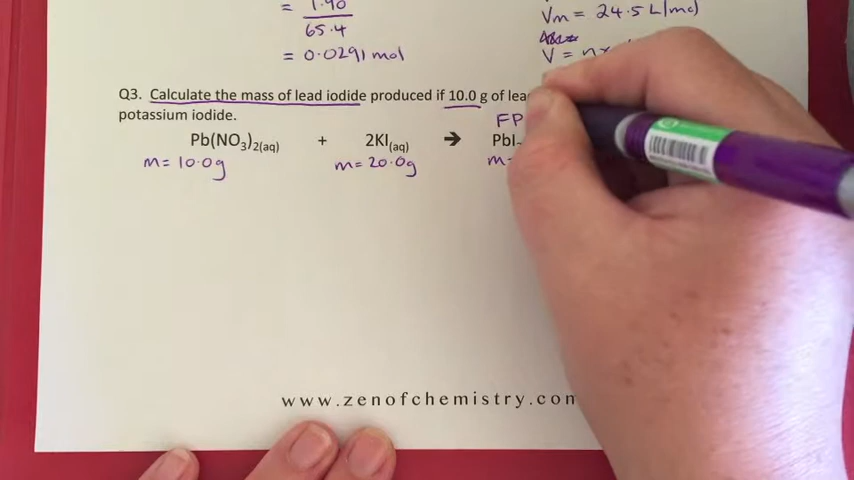 = 1.90
65.4
= 0.0291 mol
Vm = 24.5 L/mol
V = n×
Q3. Calculate the mass of lead iodide produced if 10.0 g of lea
potassium iodide.
FP
Pb(NO3)2(aq) + 2KI(aq) → PbI
m= 10.0g m= 20.0g m=
www.zenofchemistry.com